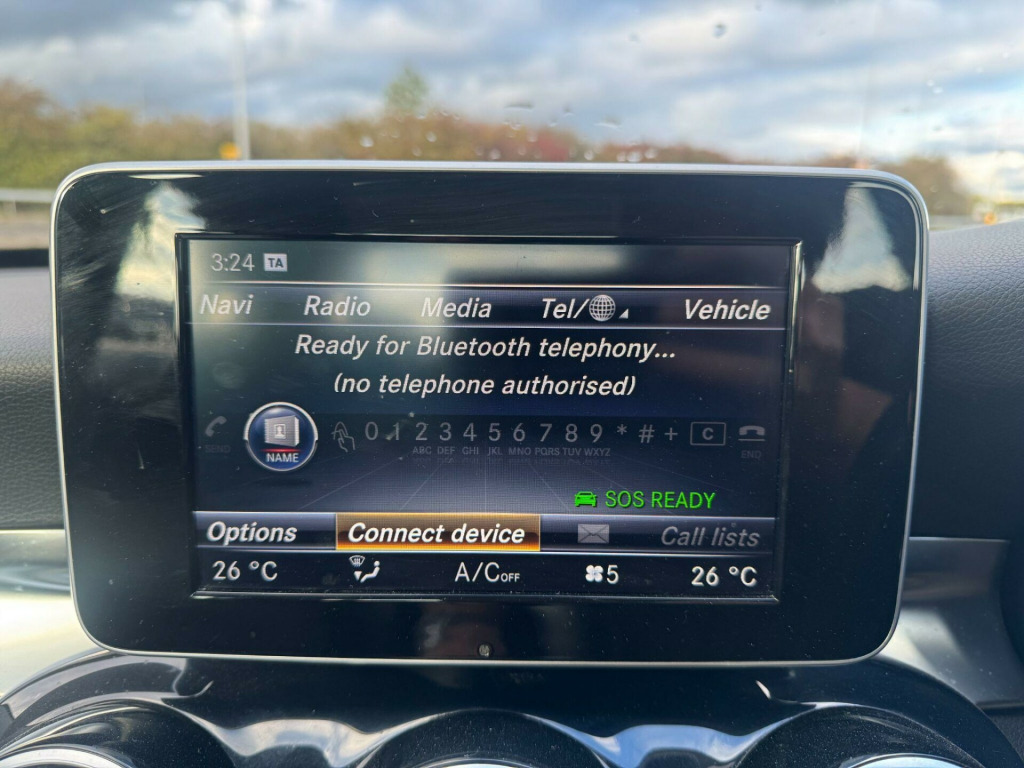 3:24 TA
Navi Radio Media Tel/ Vehicle
Ready for Bluetooth telephony...
(no telephone authorised)
SEND NAME 0 1 2 3 4 5 6 7 8 9 * # + C END
ABC DEF GHI JKL MNO PQRS TUV WXYZ
SOS READY
Options Connect device Call lists
26 °C A/C OFF 5 26 °C